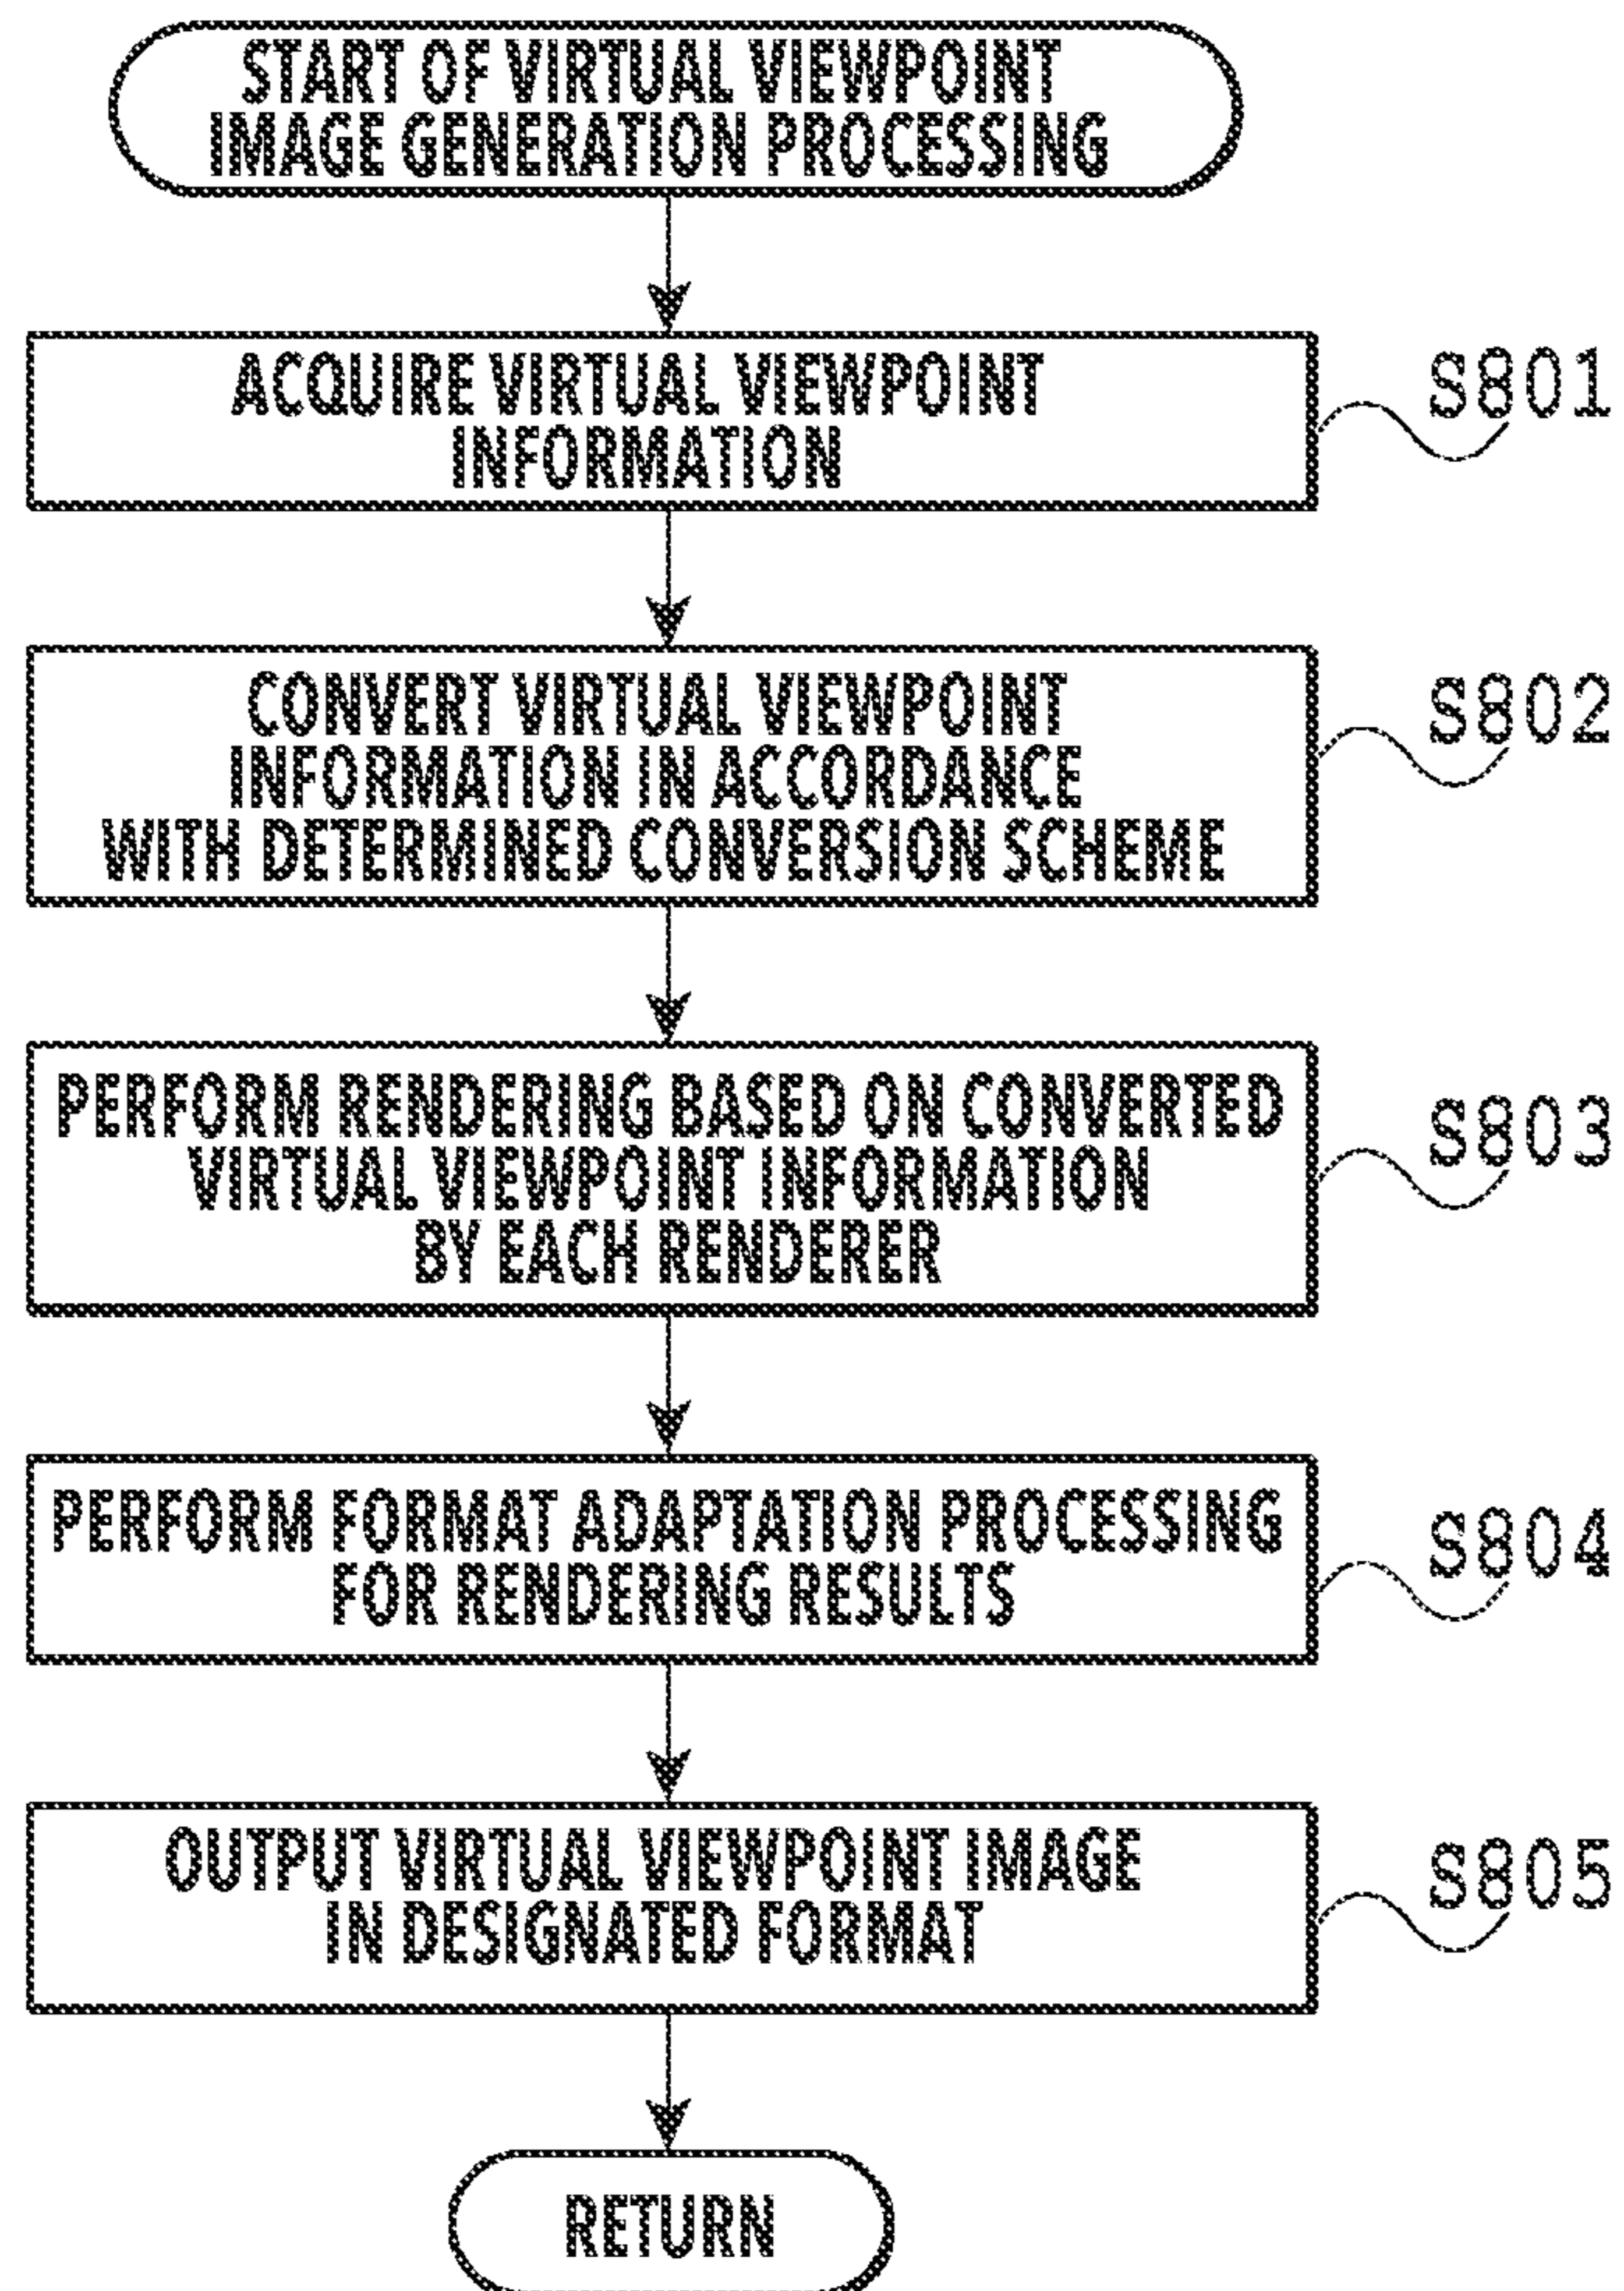 START OF VIRTUAL VIEWPOINT
IMAGE GENERATION PROCESSING
ACQUIRE VIRTUAL VIEWPOINT
INFORMATION
S801
CONVERT VIRTUAL VIEWPOINT
INFORMATION IN ACCORDANCE
WITH DETERMINED CONVERSION SCHEME
S802
PERFORM RENDERING BASED ON CONVERTED
VIRTUAL VIEWPOINT INFORMATION
BY EACH RENDERER
S803
PERFORM FORMAT ADAPTATION PROCESSING
FOR RENDERING RESULTS
S804
OUTPUT VIRTUAL VIEWPOINT IMAGE
IN DESIGNATED FORMAT
S805
RETURN